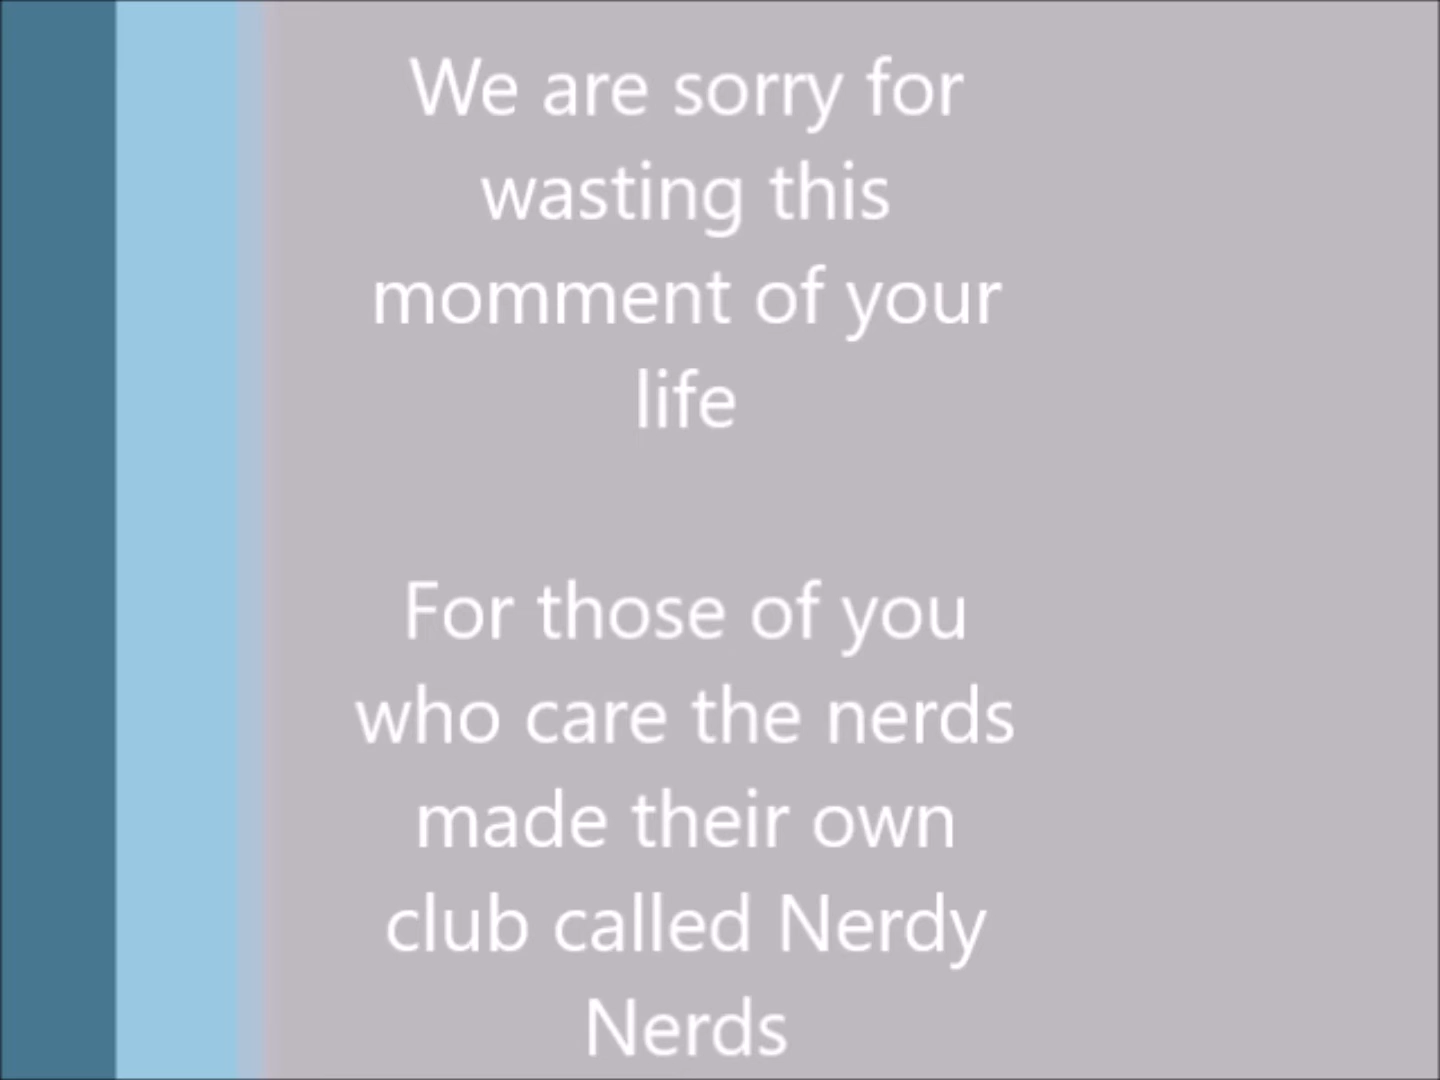 We are sorry for
wasting this
momment of your
life
For those of you
who care the nerds
made their own
club called Nerdy
Nerds